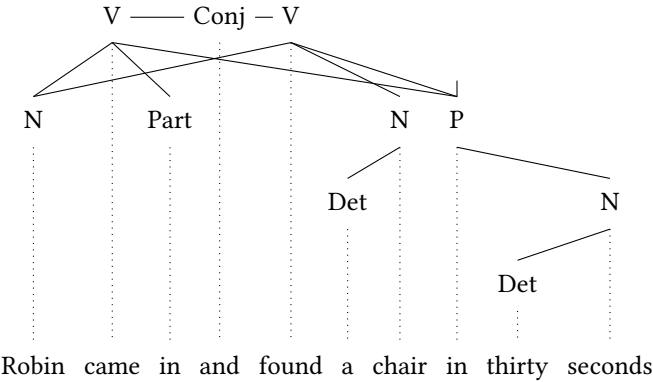 V Conj V
N Part N P
Det N
Det
Robin came in and found a chair in thirty seconds